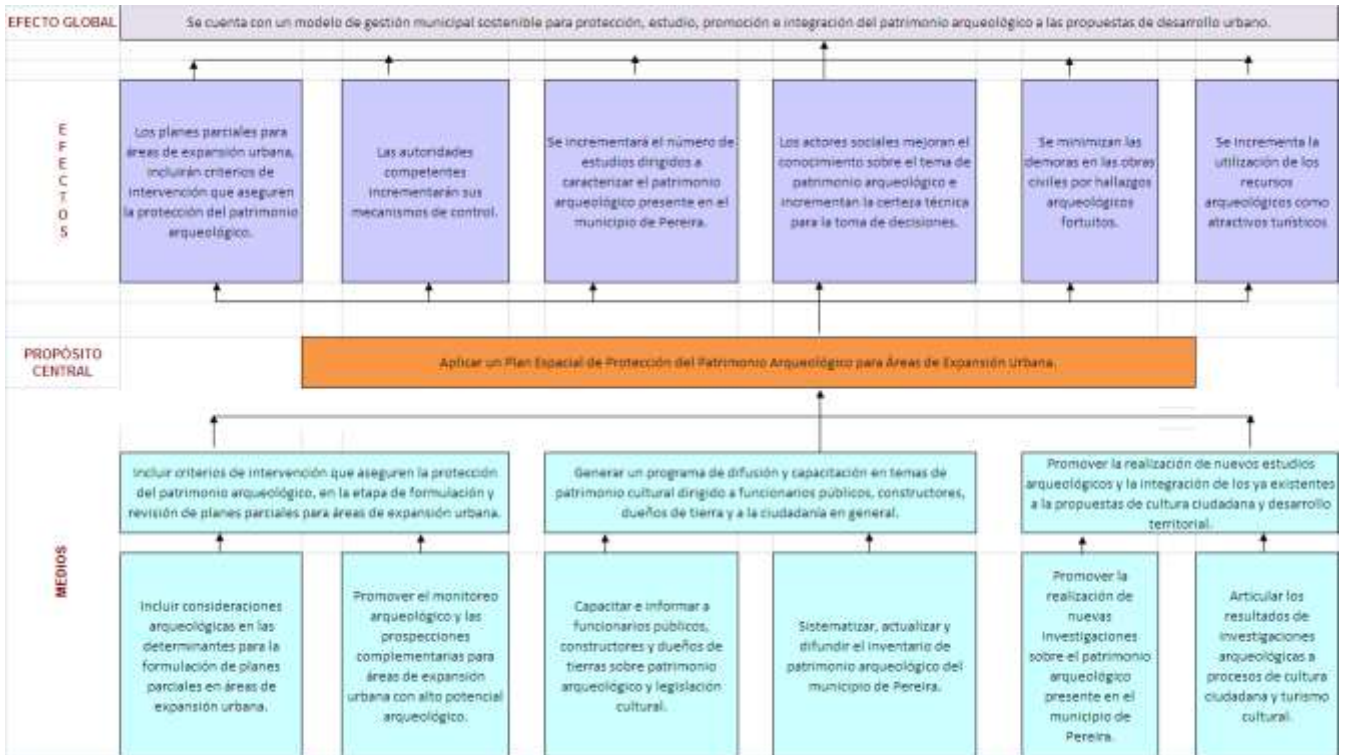 EFECTO GLOBAL
Se cuenta con un modelo de gestión municipal sostenible para protección, estudio, promoción e integración del patrimonio arqueológico a las propuestas de desarrollo urbano.
E
F
E
C
T
O
S
Los planes parciales para
áreas de expansión urbana,
incluirán criterios de
intervención que aseguren
la protección del patrimonio
arqueológico.
Las autoridades
competentes
incrementarán sus
mecanismos de control.
Se incrementará el número de
estudios dirigidos a
caracterizar el patrimonio
arqueológico presente en el
municipio de Pereira.
Los actores sociales mejoran el
conocimiento sobre el tema de
patrimonio arqueológico e
incrementan la certeza técnica
para la toma de decisiones.
Se minimizan las
demoras en las obras
civiles por hallazgos
arqueológicos
fortuitos.
Se incrementa la
utilización de los
recursos
arqueológicos como
atractivos turísticos
PROPÓSITO
CENTRAL
Aplicar un Plan Espacial de Protección del Patrimonio Arqueológico para Áreas de Expansión Urbana.
MEDIOS
Incluir criterios de intervención que aseguren la protección
del patrimonio arqueológico, en la etapa de formulación y
revisión de planes parciales para áreas de expansión urbana.
Generar un programa de difusión y capacitación en temas de
patrimonio cultural dirigido a funcionarios públicos, constructores,
dueños de tierra y a la ciudadanía en general.
Promover la realización de nuevos estudios
arqueológicos y la integración de los ya existentes
a la propuestas de cultura ciudadana y desarrollo
territorial.
Incluir consideraciones
arqueológicas en las
determinantes para la
formulación de planes
parciales en áreas de
expansión urbana.
Promover el monitoreo
arqueológico y las
prospecciones
complementarias para
áreas de expansión
urbana con alto potencial
arqueológico.
Capacitar e informar a
funcionarios públicos,
constructores y dueños de
tierras sobre patrimonio
arqueológico y legislación
cultural.
Sistematizar, actualizar y
difundir el inventario de
patrimonio arqueológico del
municipio de Pereira.
Promover la
realización de
nuevas
investigaciones
sobre el patrimonio
arqueológico
presente en el
municipio de
Pereira.
Articular los
resultados de
investigaciones
arqueológicas a
procesos de cultura
ciudadana y turismo
cultural.